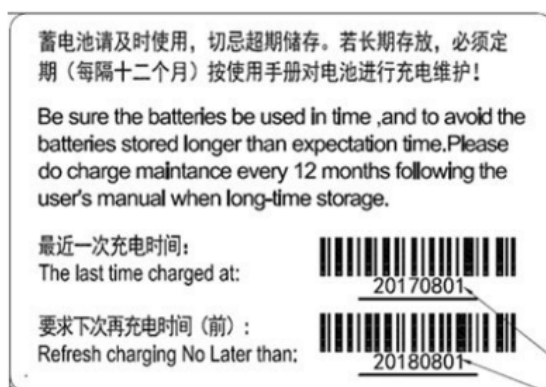 蓄电池请及时使用，切忌超期储存。若长期存放，必须定
期（每隔十二个月）按使用手册对电池进行充电维护！
Be sure the batteries be used in time ,and to avoid the
batteries stored longer than expectation time.Please
do charge maintance every 12 months following the
user's manual when long-time storage.
最近一次充电时间：
The last time charged at:
20170801
要求下次再充电时间（前）：
Refresh charging No Later than:
20180801